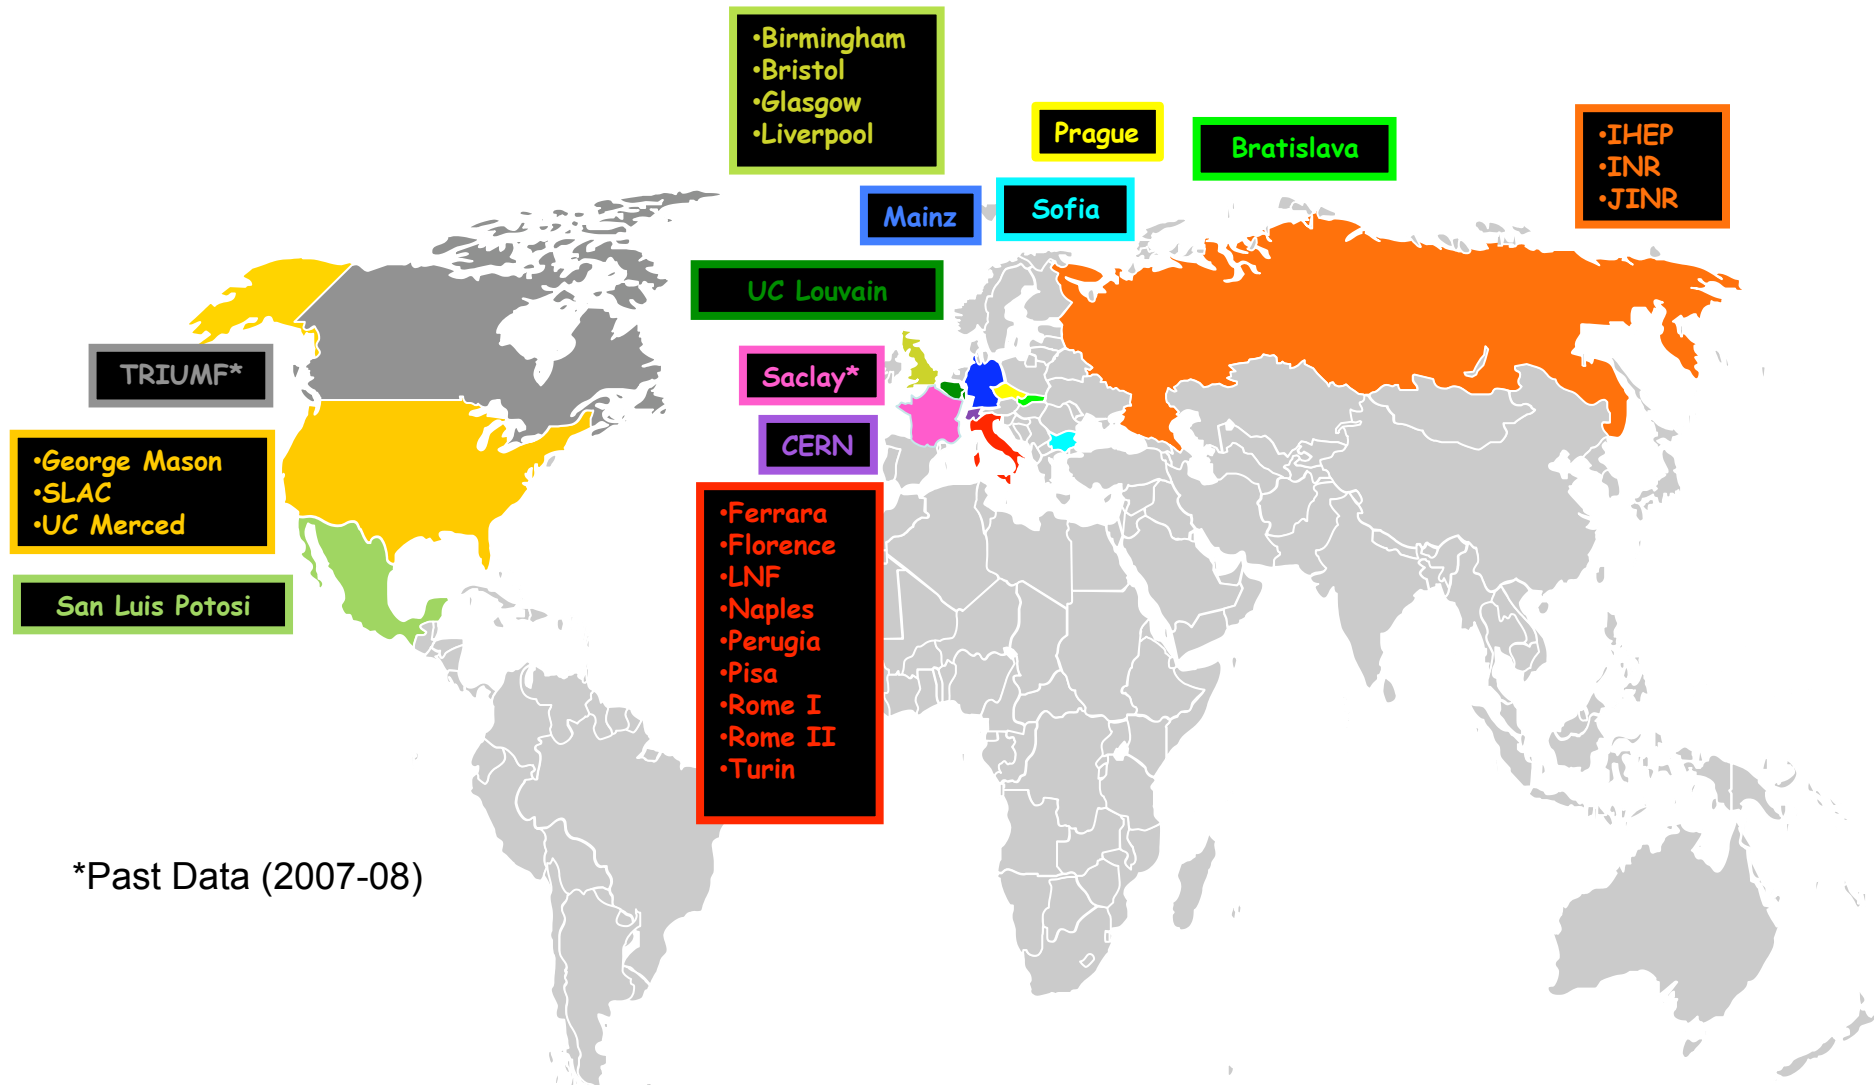 •Birmingham
•Bristol
•Glasgow
•Liverpool
Prague
Bratislava
•IHEP
•INR
•JINR
Mainz
Sofia
UC Louvain
TRIUMF*
Saclay*
CERN
•George Mason
•SLAC
•UC Merced
San Luis Potosi
•Ferrara
•Florence
•LNF
•Naples
•Perugia
•Pisa
•Rome I
•Rome II
•Turin
*Past Data (2007-08)